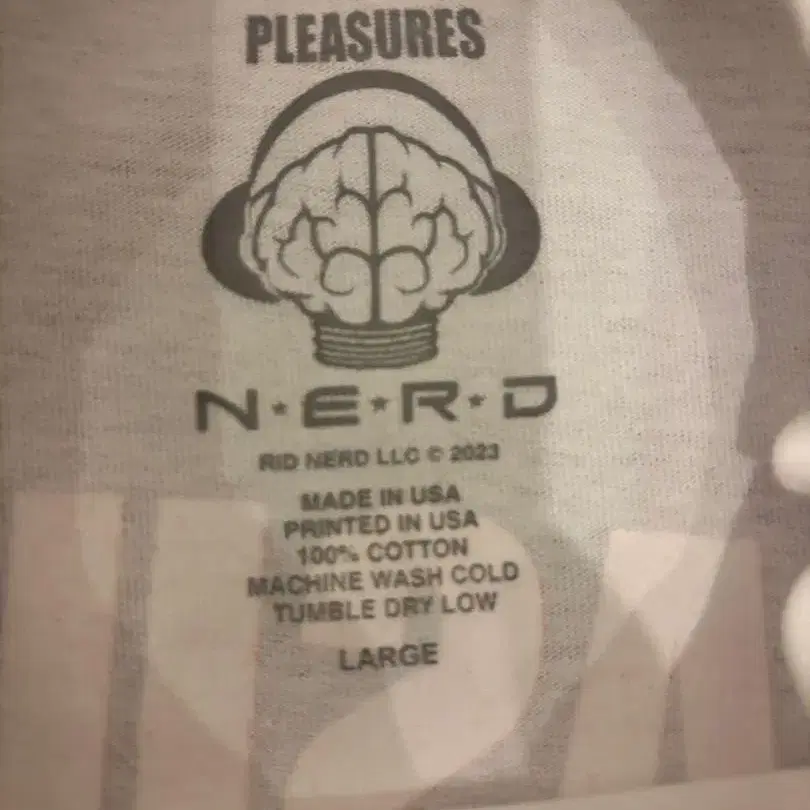 PLEASURES
N★E★R★D
RID NERD LLC © 2023
MADE IN USA
PRINTED IN USA
100% COTTON
MACHINE WASH COLD
TUMBLE DRY LOW
LARGE